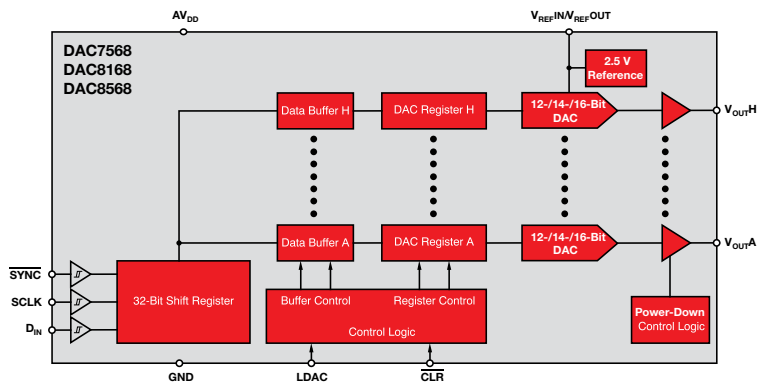 AVDD
VREFIN/VREFOUT
DAC7568
DAC8168
DAC8568
2.5 V
Reference
Data Buffer H
DAC Register H
12-/14-/16-Bit
DAC
VOUTH
Data Buffer A
DAC Register A
12-/14-/16-Bit
DAC
VOUTA
SYNC
SCLK
DIN
32-Bit Shift Register
Buffer Control
Register Control
Control Logic
Power-Down
Control Logic
GND
LDAC
CLR